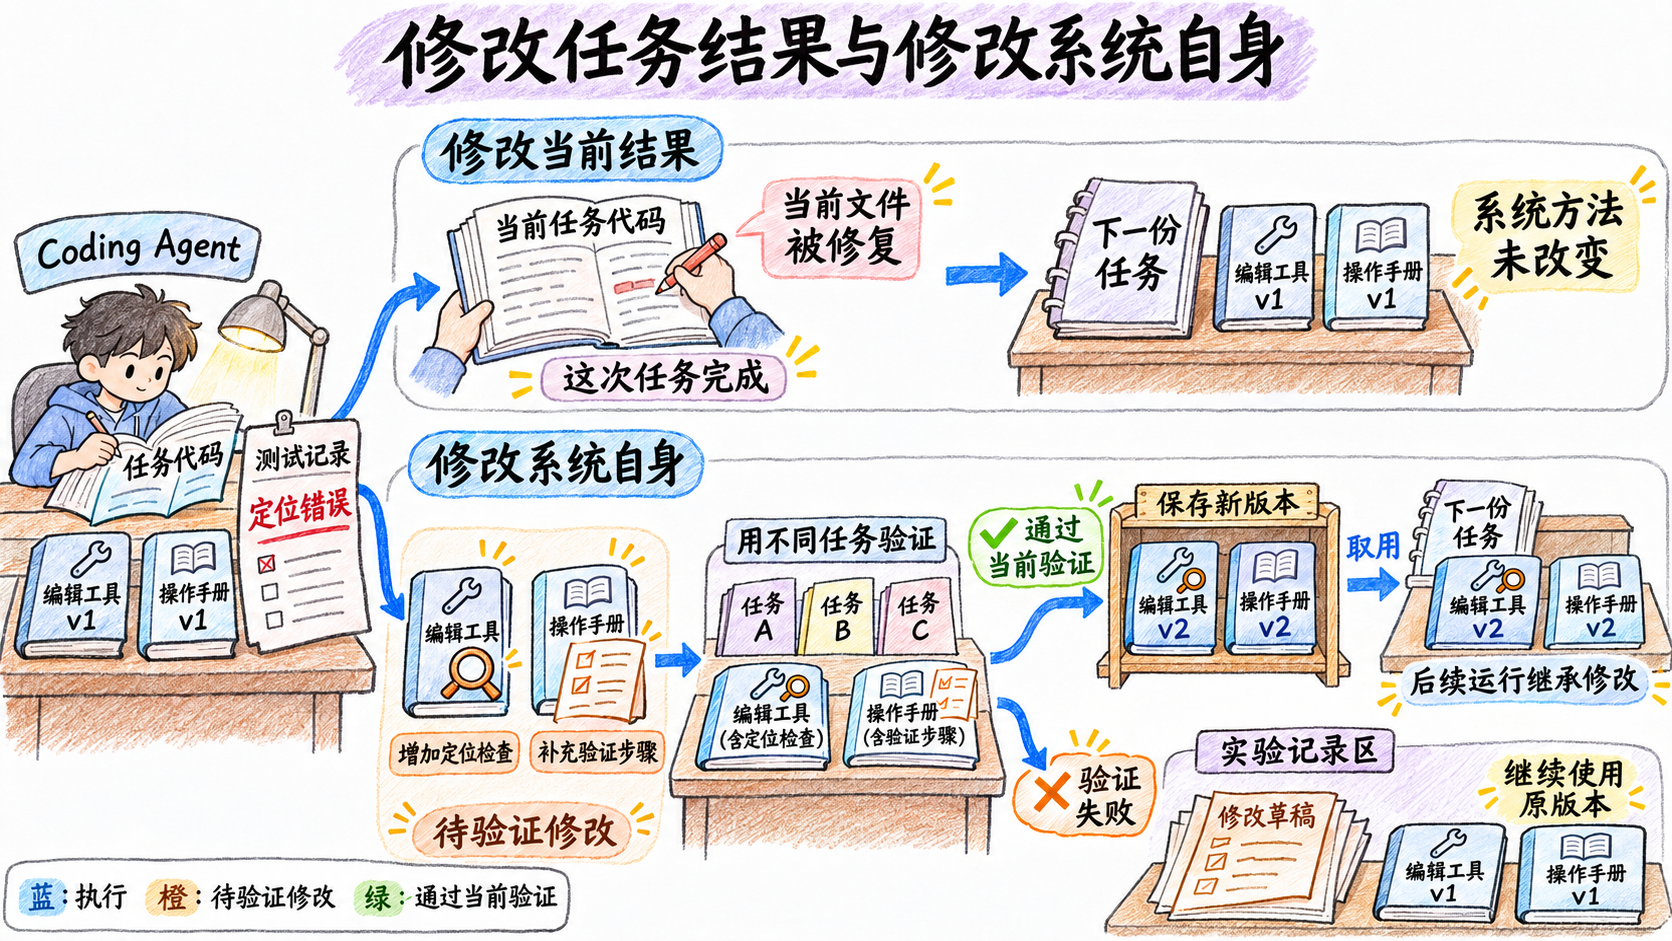 修改任务结果与修改系统自身
Coding Agent
任务代码
测试记录
定位错误
编辑工具
v1
操作手册
v1
修改当前结果
当前任务代码
当前文件
被修复
这次任务完成
下一份
任务
编辑工具
v1
操作手册
v1
系统方法
未改变
修改系统自身
编辑工具
操作手册
增加定位检查
补充验证步骤
待验证修改
用不同任务验证
任务
A
任务
B
任务
C
编辑工具
(含定位检查)
操作手册
(含验证步骤)
通过
当前验证
保存新版本
编辑工具
v2
操作手册
v2
取用
下一份
任务
编辑工具
v2
操作手册
v2
后续运行继承修改
验证
失败
实验记录区
修改草稿
继续使用
原版本
编辑工具
v1
操作手册
v1
蓝:执行 橙:待验证修改 绿:通过当前验证